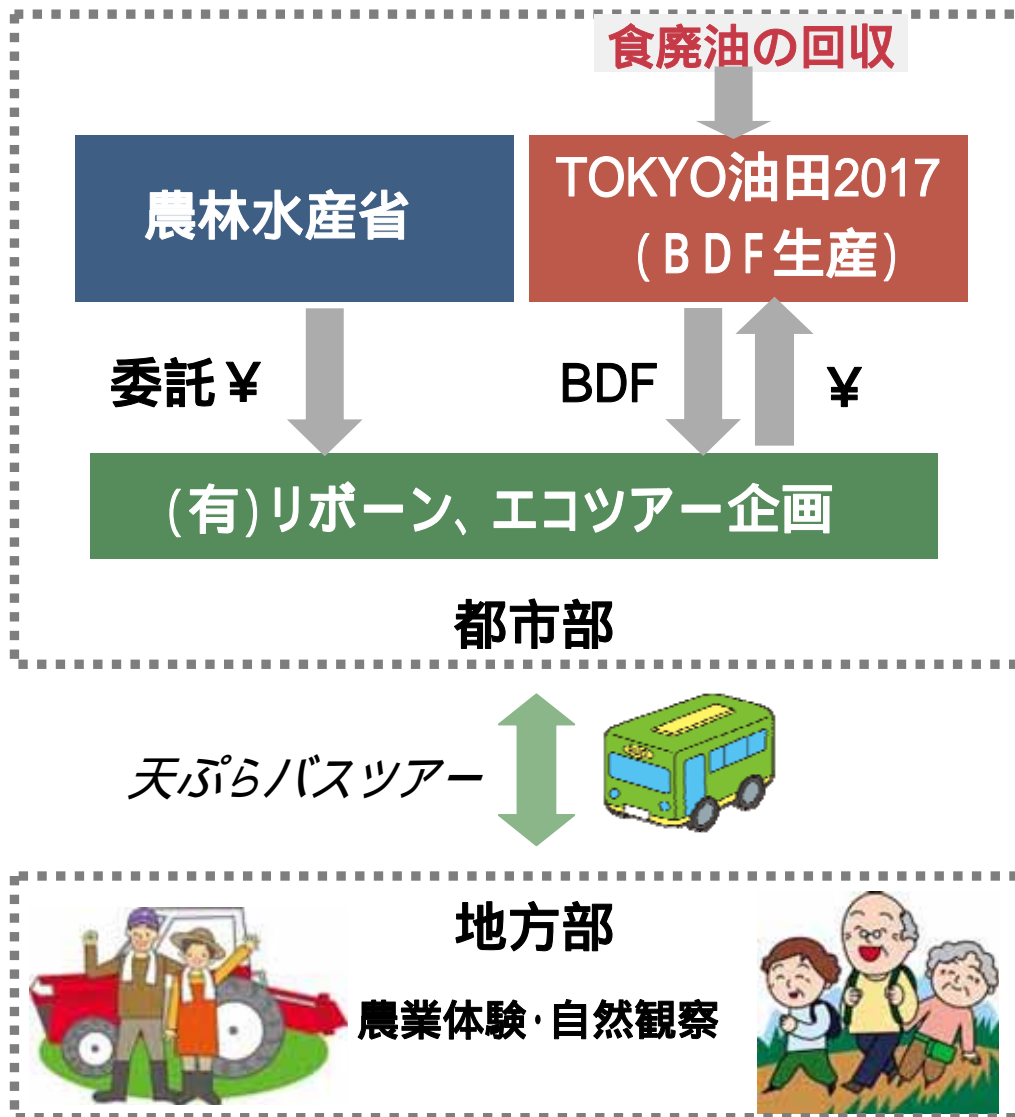 食廃油の回収
農林水産省
TOKYO油田2017
(BDF生産)
委託￥
BDF
￥
(有)リボーン、エコツアー企画
都市部
天ぷらバスツアー
地方部
農業体験・自然観察